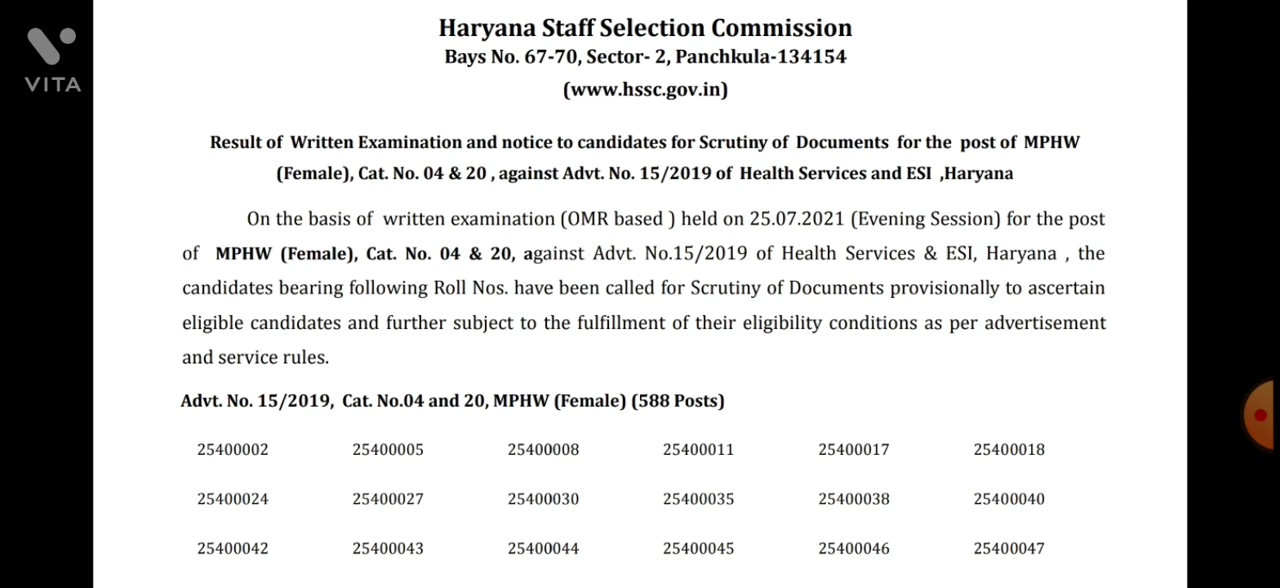 VITA
Haryana Staff Selection Commission
Bays No. 67-70, Sector- 2, Panchkula-134154
(www.hssc.gov.in)
Result of Written Examination and notice to candidates for Scrutiny of Documents for the post of MPHW
(Female), Cat. No. 04 & 20 , against Advt. No. 15/2019 of Health Services and ESI ,Haryana
On the basis of written examination (OMR based ) held on 25.07.2021 (Evening Session) for the post
of MPHW (Female), Cat. No. 04 & 20, against Advt. No.15/2019 of Health Services & ESI, Haryana , the
candidates bearing following Roll Nos. have been called for Scrutiny of Documents provisionally to ascertain
eligible candidates and further subject to the fulfillment of their eligibility conditions as per advertisement
and service rules.
Advt. No. 15/2019, Cat. No.04 and 20, MPHW (Female) (588 Posts)
25400002 25400005 25400008 25400011 25400017 25400018
25400024 25400027 25400030 25400035 25400038 25400040
25400042 25400043 25400044 25400045 25400046 25400047